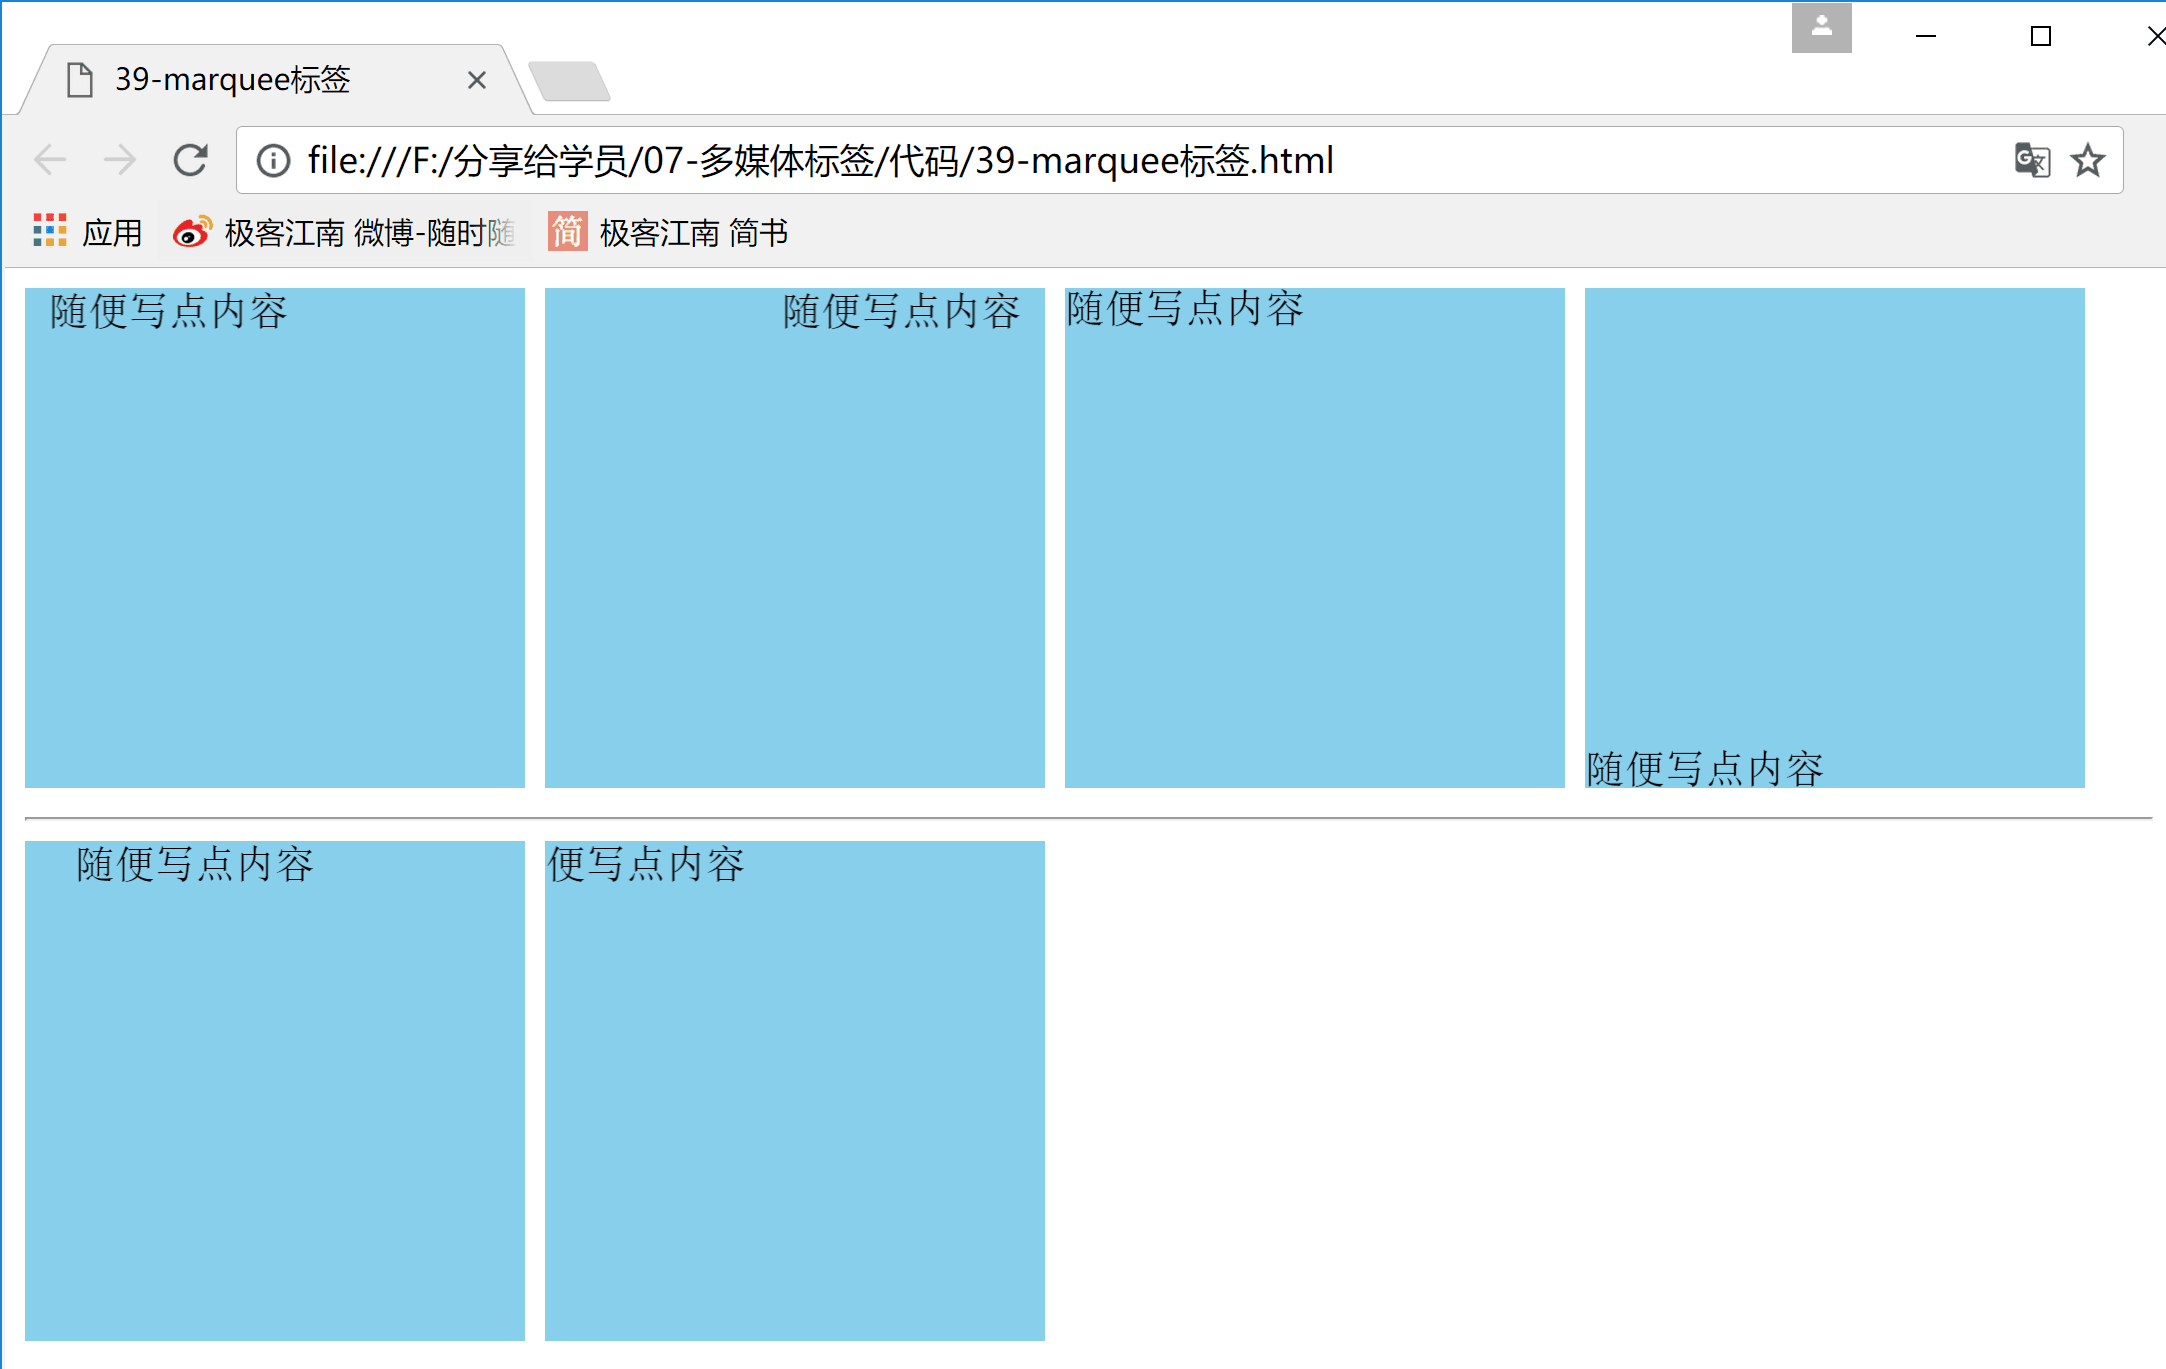 39-marquee标签
file:///F:/分享给学员/07-多媒体标签/代码/39-marquee标签.html
应用 极客江南 微博-随时随 简 极客江南 简书
随便写点内容 随便写点内容 随便写点内容
随便写点内容
随便写点内容 便写点内容